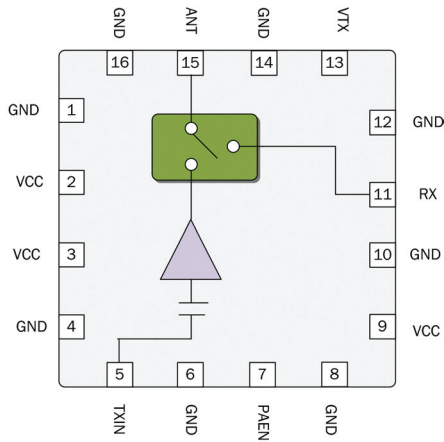 GND
ANT
GND
VTX
16
15
14
13
GND
1
12
GND
VCC
2
11
RX
VCC
3
10
GND
GND
4
9
VCC
5
6
7
8
TXIN
GND
PAEN
GND